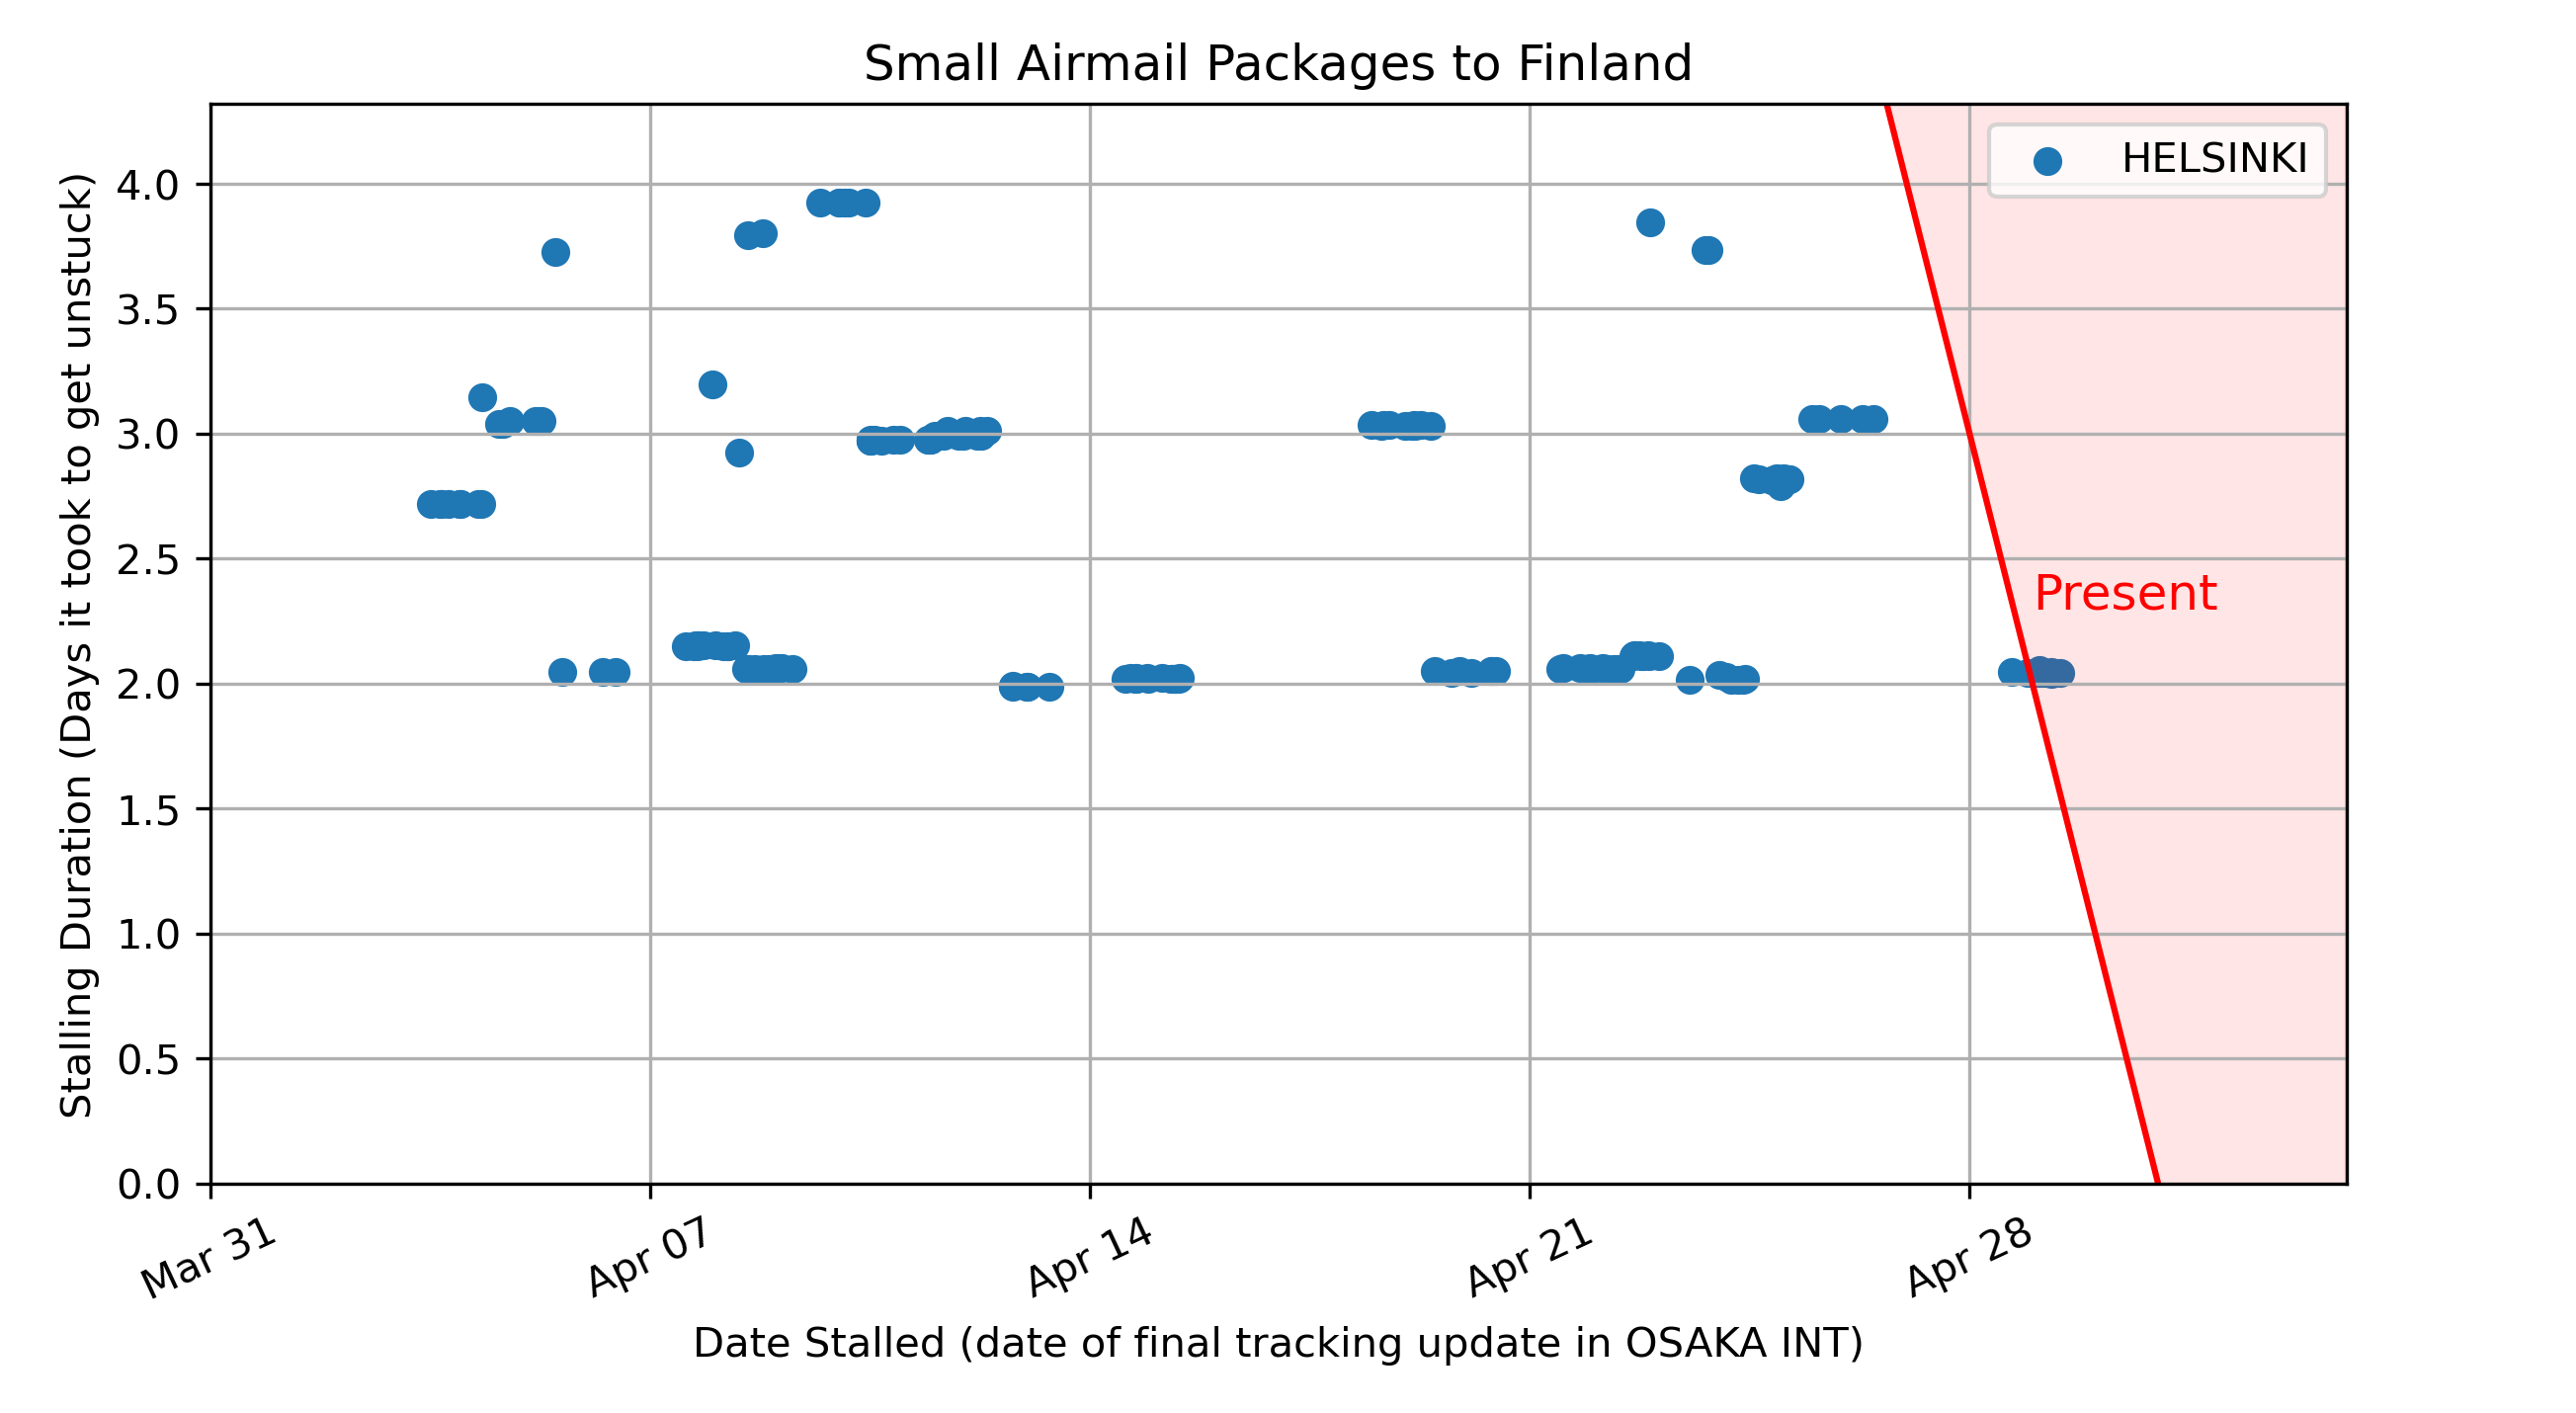 Small Airmail Packages to Finland
HELSINKI
Stalling Duration (Days it took to get unstuck)
4.0
3.5
3.0
2.5
2.0
1.5
1.0
0.5
0.0
Present
Mar 31
Apr 07
Apr 14
Apr 21
Apr 28
Date Stalled (date of final tracking update in OSAKA INT)